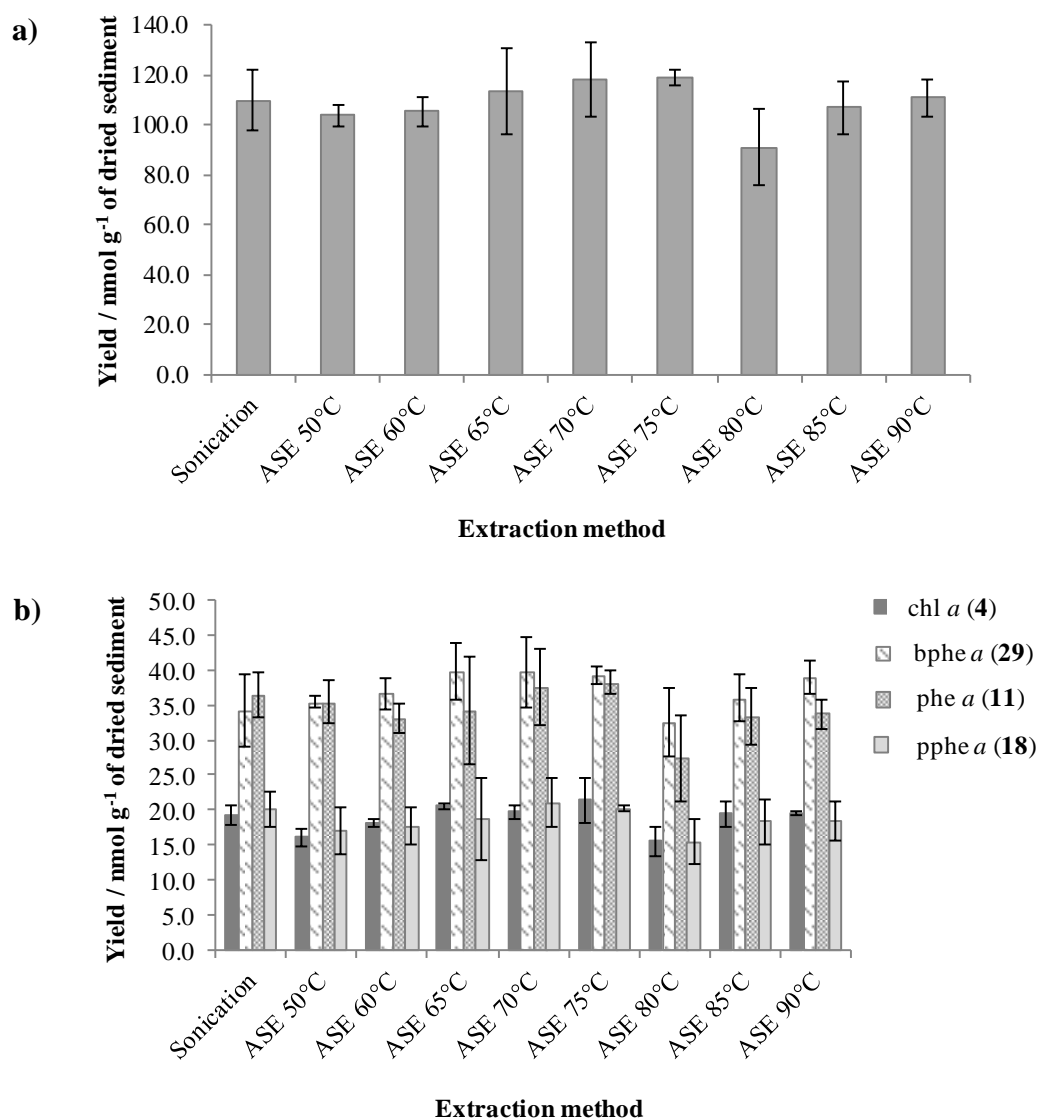 a)
Yield / nmol g⁻¹ of dried sediment
140.0
120.0
100.0
80.0
60.0
40.0
20.0
0.0
Sonication
ASE 50°C
ASE 60°C
ASE 65°C
ASE 70°C
ASE 75°C
ASE 80°C
ASE 85°C
ASE 90°C
Extraction method
b)
Yield / nmol g⁻¹ of dried sediment
50.0
45.0
40.0
35.0
30.0
25.0
20.0
15.0
10.0
5.0
0.0
chl a (4)
bphe a (29)
phe a (11)
pphe a (18)
Sonication
ASE 50°C
ASE 60°C
ASE 65°C
ASE 70°C
ASE 75°C
ASE 80°C
ASE 85°C
ASE 90°C
Extraction method